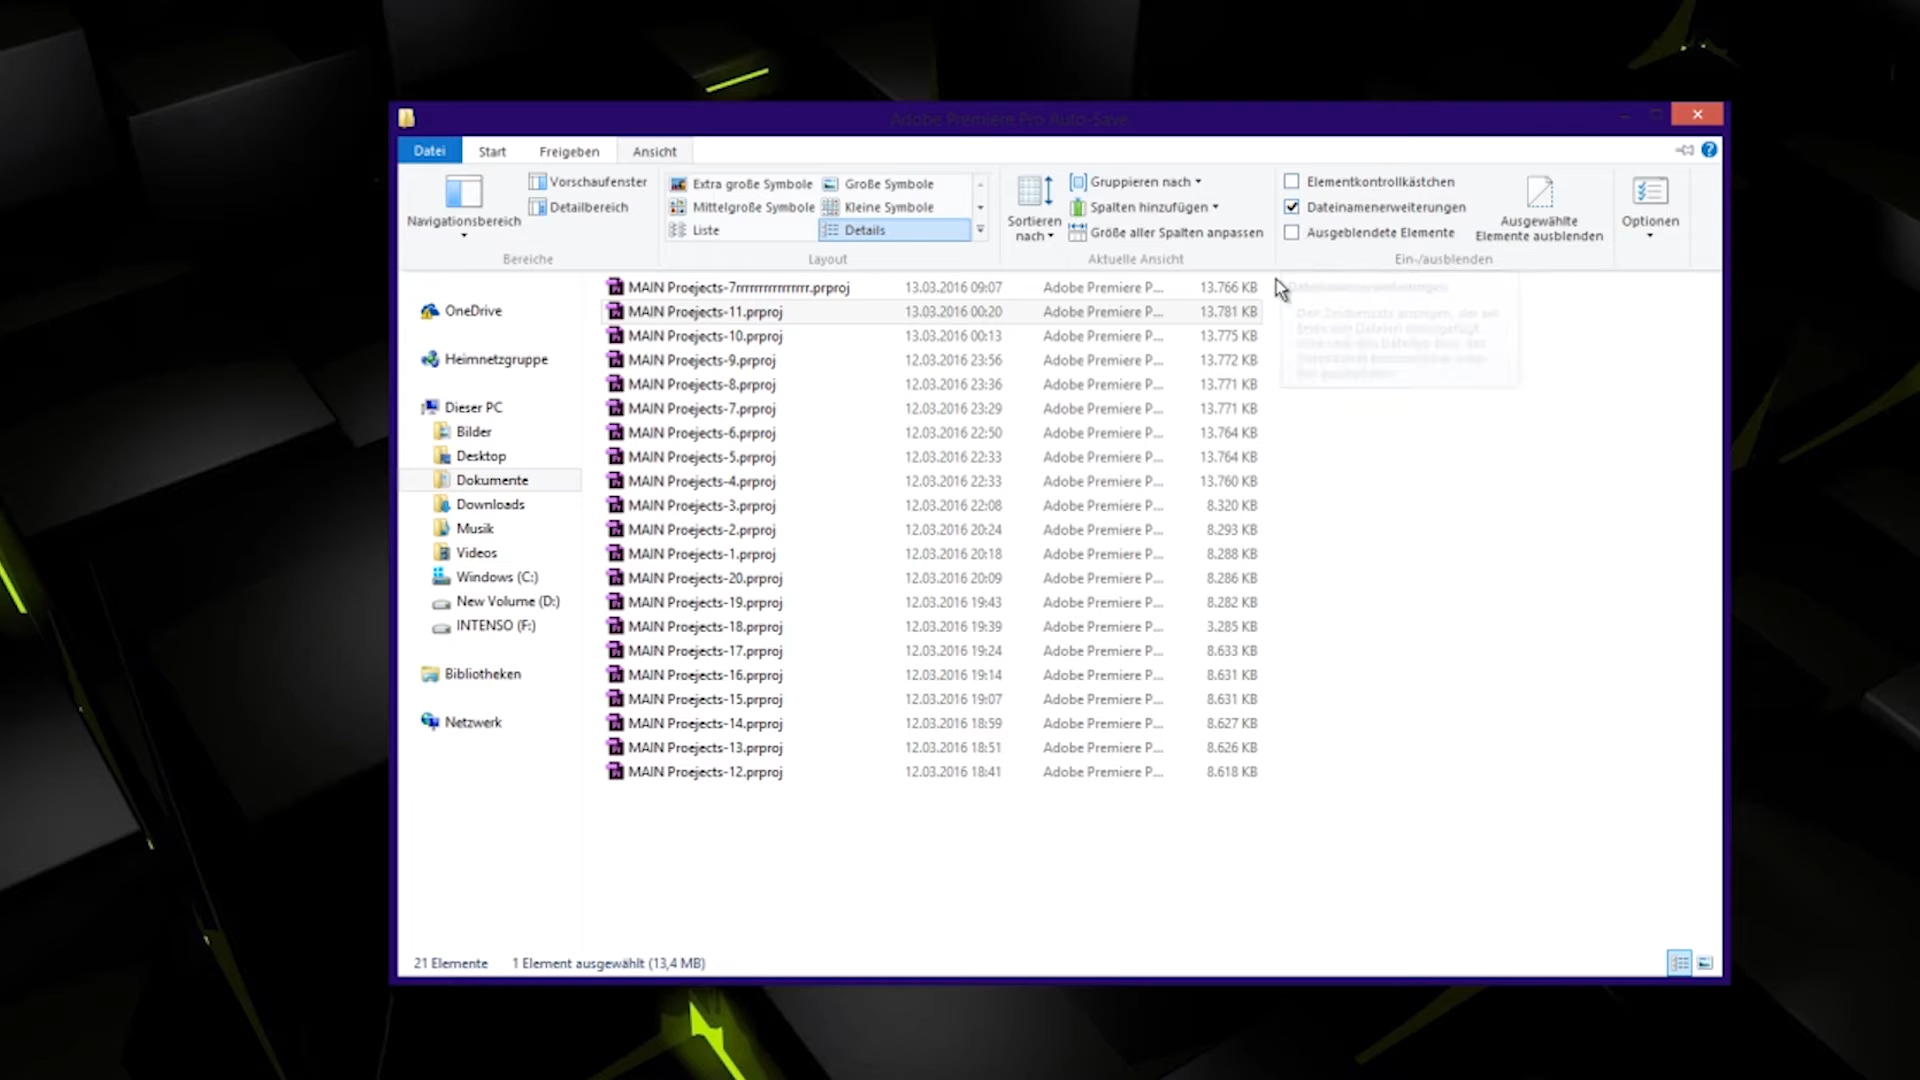 Adobe Premiere Pro Auto-Save
Datei Start Freigeben Ansicht
Navigationsbereich
Vorschaufenster
Detailbereich
Bereiche
Extra große Symbole Große Symbole
Mittelgroße Symbole Kleine Symbole
Liste Details
Layout
Sortieren nach
Gruppieren nach
Spalten hinzufügen
Größe aller Spalten anpassen
Aktuelle Ansicht
Elementkontrollkästchen
Dateinamenerweiterungen
Ausgeblendete Elemente
Ausgewählte
Elemente ausblenden
Ein-/ausblenden
Optionen
OneDrive
Heimnetzgruppe
Dieser PC
Bilder
Desktop
Dokumente
Downloads
Musik
Videos
Windows (C:)
New Volume (D:)
INTENSO (F:)
Bibliotheken
Netzwerk
MAIN Proejects-7rrrrrrrrrrrrrrrr.prproj 13.03.2016 09:07 Adobe Premiere P... 13.766 KB
MAIN Proejects-11.prproj 13.03.2016 00:20 Adobe Premiere P... 13.781 KB
MAIN Proejects-10.prproj 13.03.2016 00:13 Adobe Premiere P... 13.775 KB
MAIN Proejects-9.prproj 12.03.2016 23:56 Adobe Premiere P... 13.772 KB
MAIN Proejects-8.prproj 12.03.2016 23:36 Adobe Premiere P... 13.771 KB
MAIN Proejects-7.prproj 12.03.2016 23:29 Adobe Premiere P... 13.771 KB
MAIN Proejects-6.prproj 12.03.2016 22:50 Adobe Premiere P... 13.764 KB
MAIN Proejects-5.prproj 12.03.2016 22:33 Adobe Premiere P... 13.764 KB
MAIN Proejects-4.prproj 12.03.2016 22:33 Adobe Premiere P... 13.760 KB
MAIN Proejects-3.prproj 12.03.2016 22:08 Adobe Premiere P... 8.320 KB
MAIN Proejects-2.prproj 12.03.2016 20:24 Adobe Premiere P... 8.293 KB
MAIN Proejects-1.prproj 12.03.2016 20:18 Adobe Premiere P... 8.288 KB
MAIN Proejects-20.prproj 12.03.2016 20:09 Adobe Premiere P... 8.286 KB
MAIN Proejects-19.prproj 12.03.2016 19:43 Adobe Premiere P... 8.282 KB
MAIN Proejects-18.prproj 12.03.2016 19:39 Adobe Premiere P... 3.285 KB
MAIN Proejects-17.prproj 12.03.2016 19:24 Adobe Premiere P... 8.633 KB
MAIN Proejects-16.prproj 12.03.2016 19:14 Adobe Premiere P... 8.631 KB
MAIN Proejects-15.prproj 12.03.2016 19:07 Adobe Premiere P... 8.631 KB
MAIN Proejects-14.prproj 12.03.2016 18:59 Adobe Premiere P... 8.627 KB
MAIN Proejects-13.prproj 12.03.2016 18:51 Adobe Premiere P... 8.626 KB
MAIN Proejects-12.prproj 12.03.2016 18:41 Adobe Premiere P... 8.618 KB
21 Elemente 1 Element ausgewählt (13,4 MB)